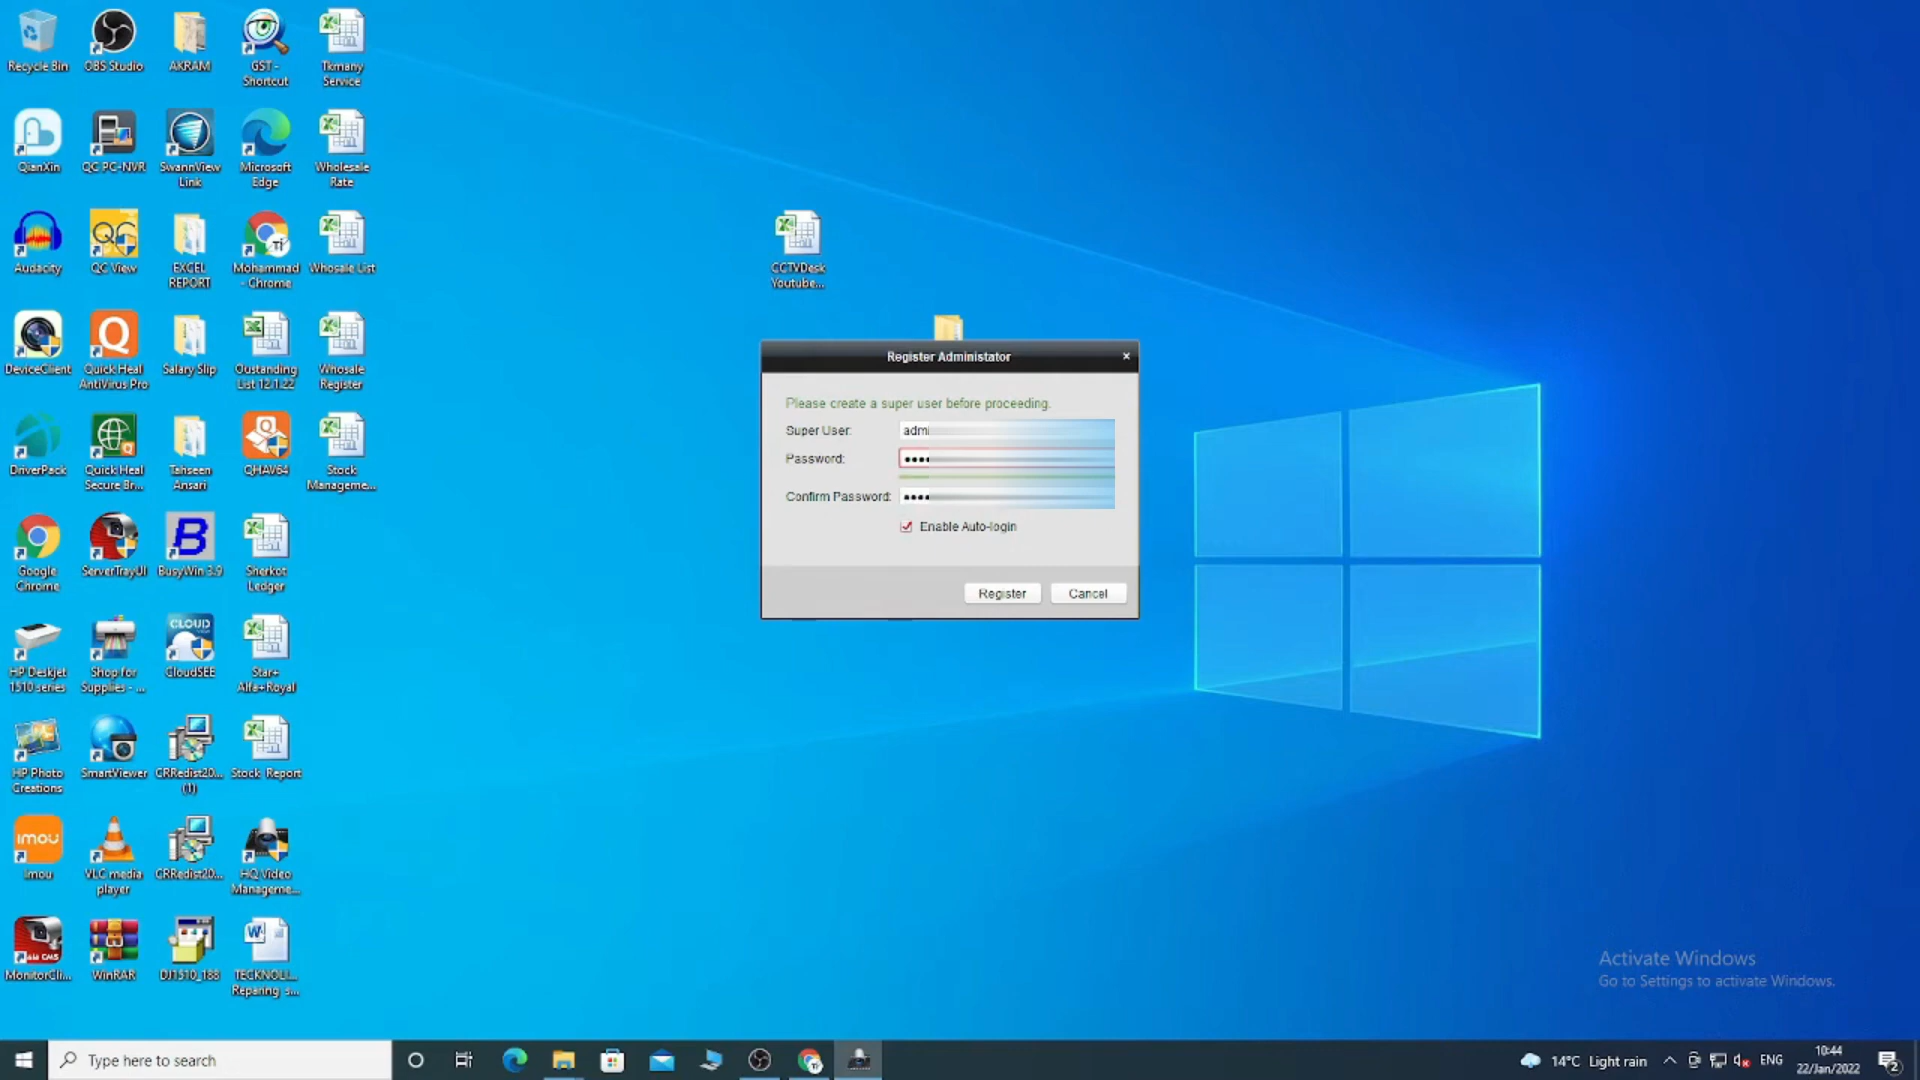 Recycle Bin
OBS Studio
AKRAM
GST -
Shortcut
Tkmany
Service
QianXin
QC PC-NVR
SwannView
Link
Microsoft
Edge
Wholesale
Rate
Audacity
QC View
EXCEL
REPORT
Mohammad
- Chrome
Whosale List
CCTVDesk
Youtube...
DeviceClient
Quick Heal
AntiVirus Pro
Salary Slip
Oustanding
List 12.1.22
Whosale
Register
DriverPack
Quick Heal
Secure Br...
Tahseen
Ansari
QHAV64
Stock
Manageme...
Google
Chrome
ServerTrayUI
BusyWin 3.9
Sherkot
Ledger
HP Deskjet
1510 series
Shop for
Supplies - ...
CLOUD
CloudSEE
Star+
Alfa+Royal
HP Photo
Creations
SmartViewer
CRRedist20...
(1)
Stock Report
imou
Imou
VLC media
player
CRRedist20...
HQ Video
Manageme...
MonitorCli...
WinRAR
DJ1510_188
TECKNOLI...
Reparing s...
Register Administator
Please create a super user before proceeding.
Super User: admi
Password:
Confirm Password:
Enable Auto-login
Register Cancel
Activate Windows
Go to Settings to activate Windows.
Type here to search
14°C Light rain
ENG
10:44
22/Jan/2022
2